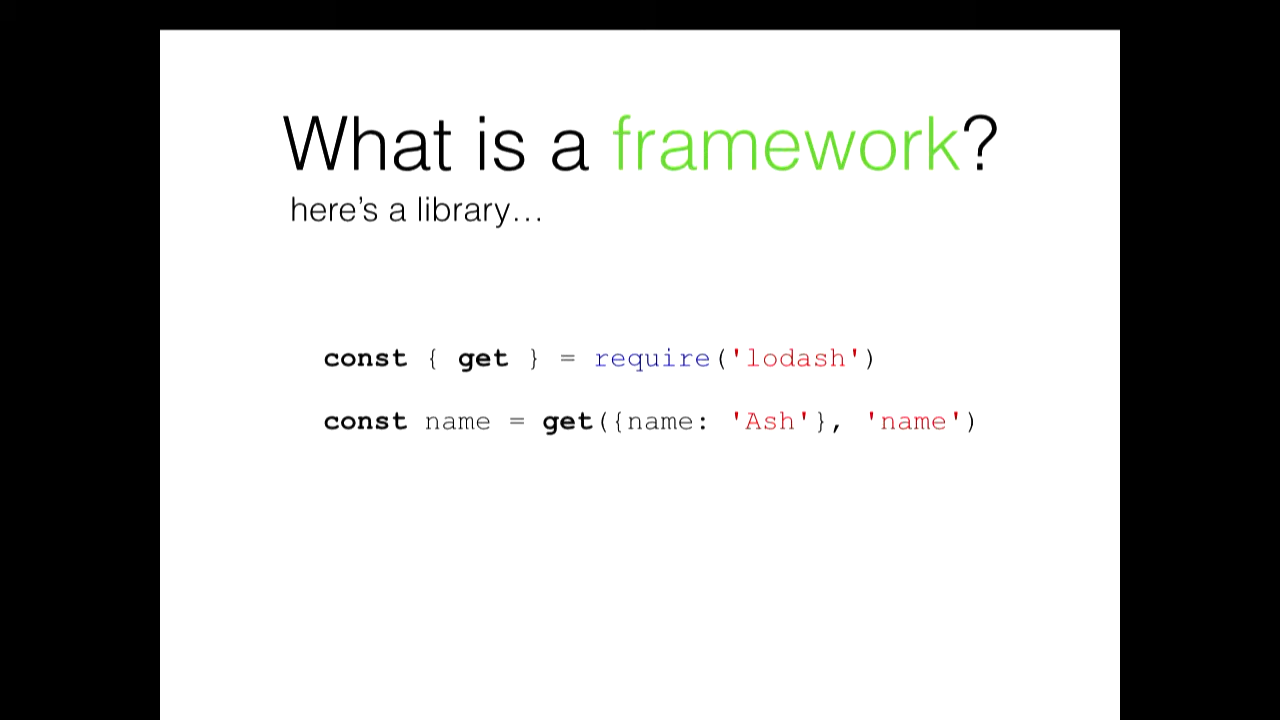 What is a framework?
here’s a library…
const { get } = require('lodash')
const name = get({name: 'Ash'}, 'name')